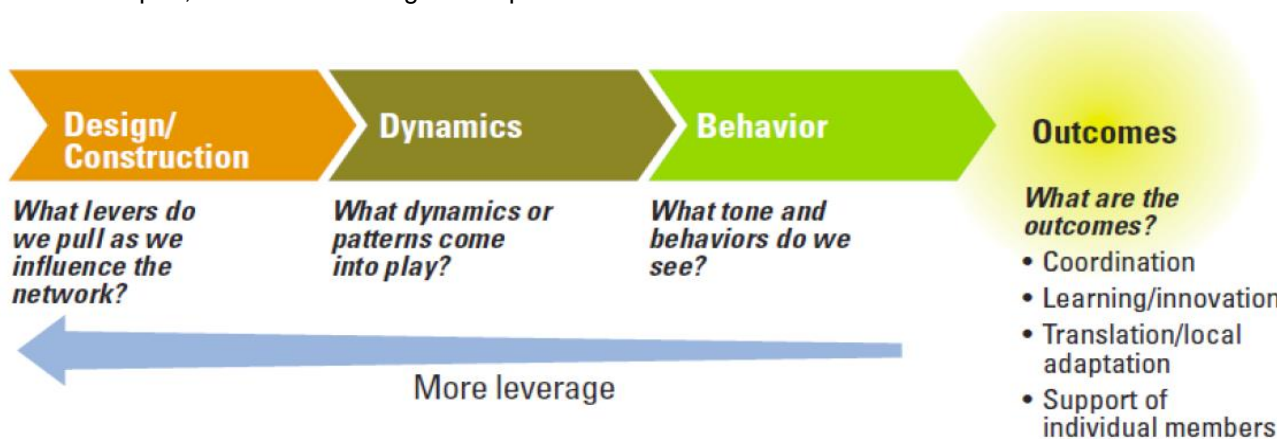 Design/
Construction
Dynamics
Behavior
Outcomes
What levers do
we pull as we
influence the
network?
What dynamics or
patterns come
into play?
What tone and
behaviors do we
see?
What are the
outcomes?
• Coordination
• Learning/innovation
• Translation/local
adaptation
• Support of
individual members
More leverage